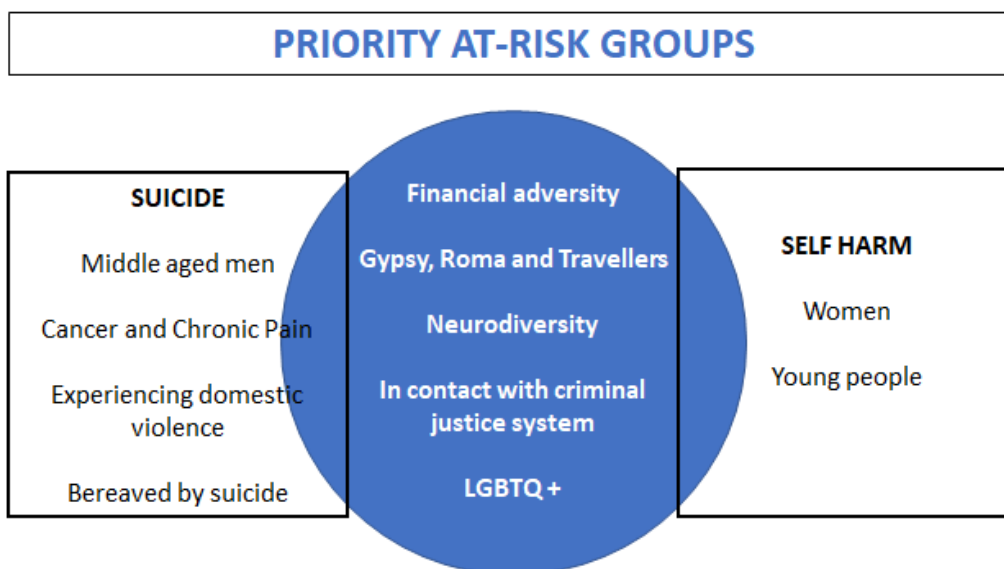 PRIORITY AT-RISK GROUPS
SUICIDE
Middle aged men
Cancer and Chronic Pain
Experiencing domestic
violence
Bereaved by suicide
Financial adversity
Gypsy, Roma and Travellers
Neurodiversity
In contact with criminal
justice system
LGBTQ +
SELF HARM
Women
Young people